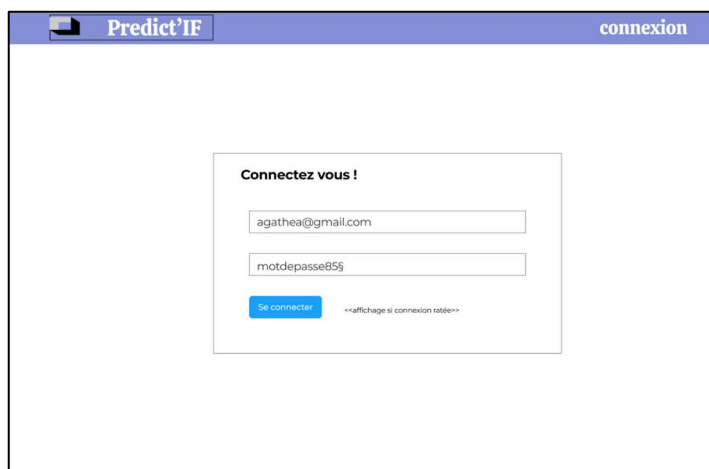 Predict'IF connexion
Connectez vous !
agathea@gmail.com
motdepasse85§
Se connecter <<affichage si connexion ratée>>